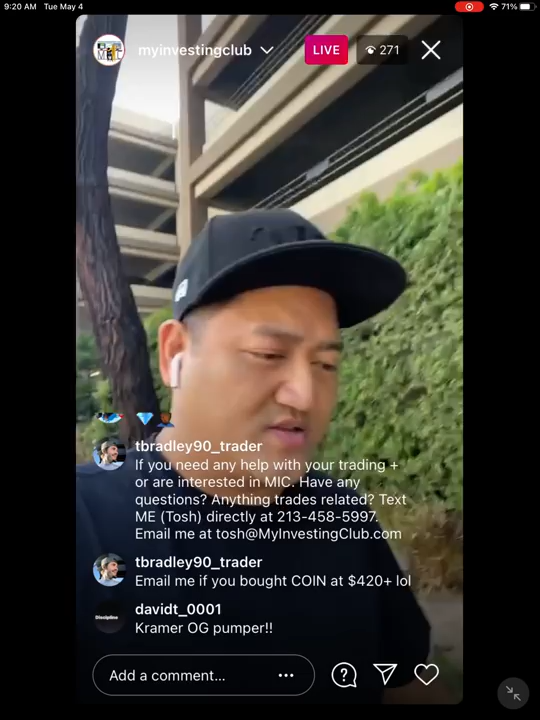 9:20 AM Tue May 4
71%
myinvestingclub
LIVE
271
tbradley90_trader
If you need any help with your trading +
or are interested in MIC. Have any
questions? Anything trades related? Text
ME (Tosh) directly at 213-458-5997.
Email me at tosh@MyInvestingClub.com
tbradley90_trader
Email me if you bought COIN at $420+ lol
Discipline
davidt_0001
Kramer OG pumper!!
Add a comment...